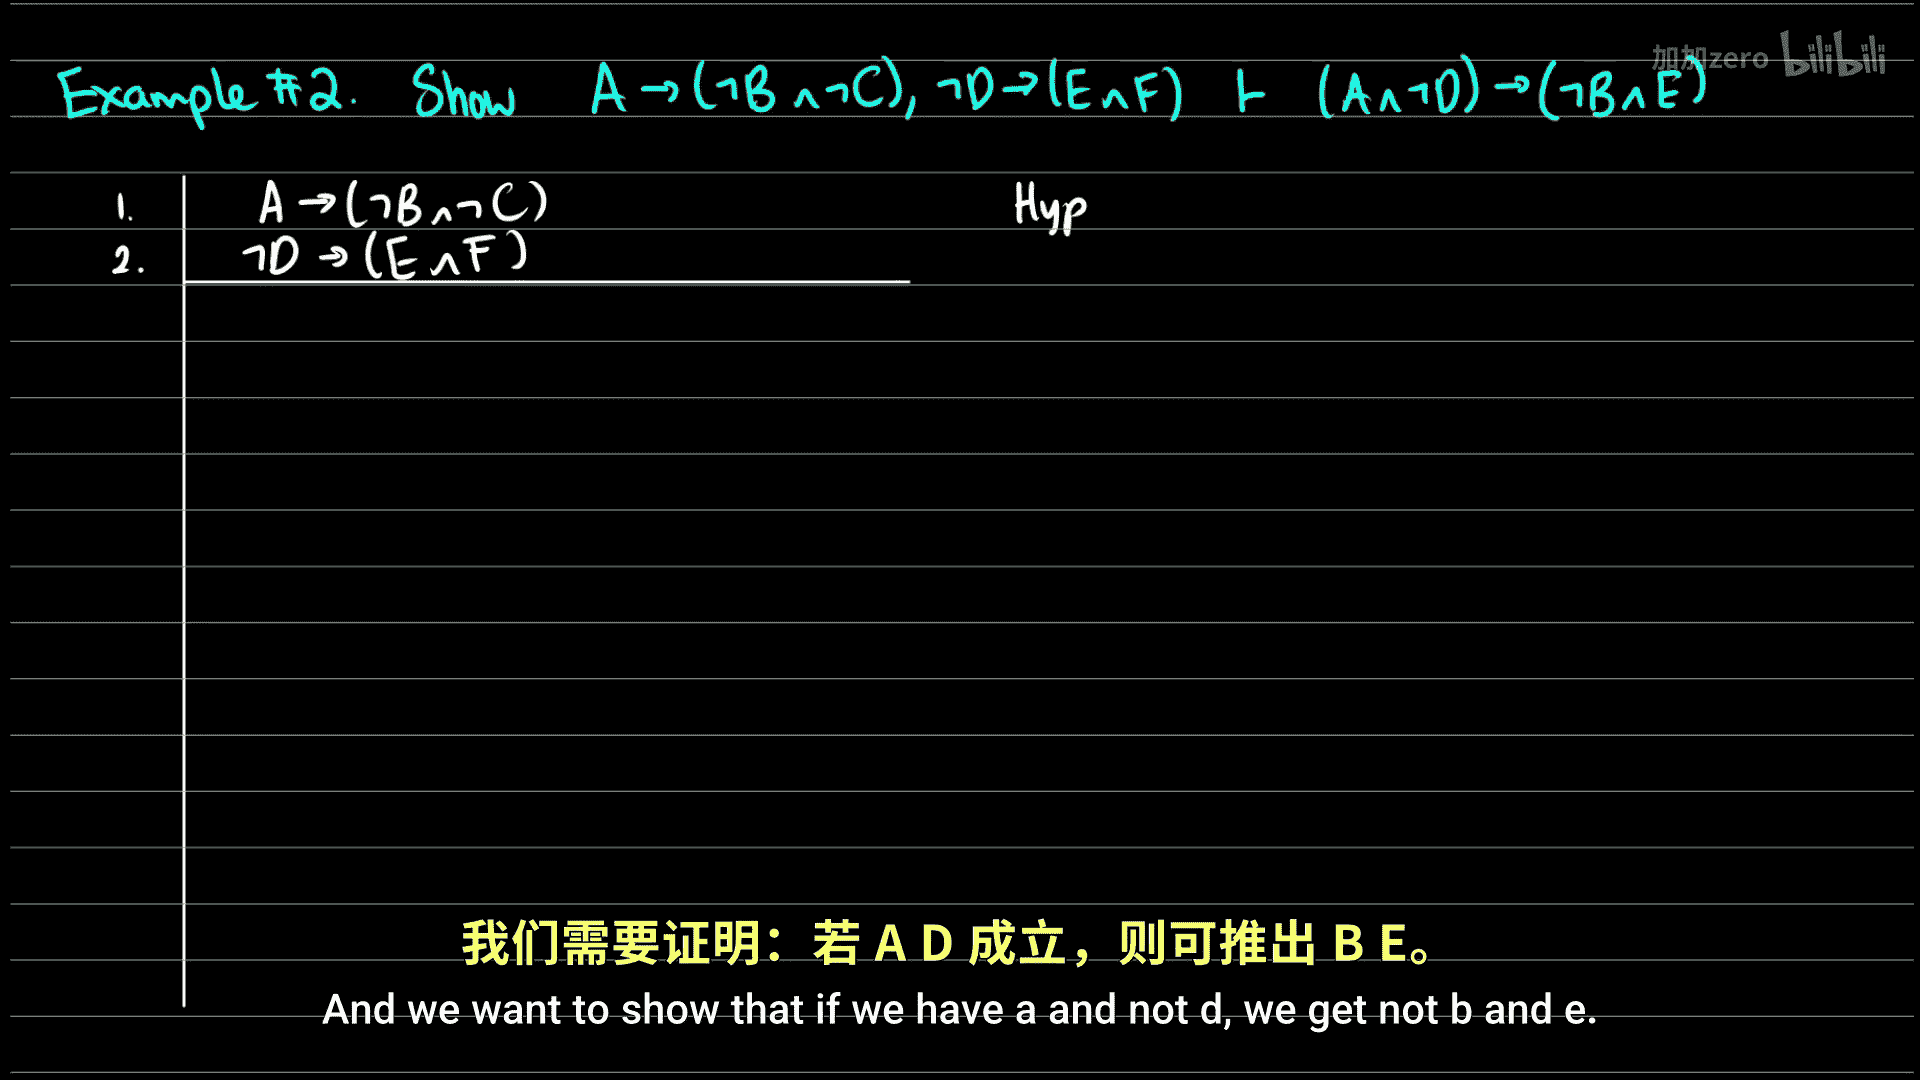 加加zero bilibili
Example #2. Show A→(¬B∧¬C), ¬D→(E∧F) ⊢ (A∧¬D)→(¬B∧E)
1. A→(¬B∧¬C) Hyp
2. ¬D→(E∧F)
我们需要证明：若 A D 成立，则可推出 B E。
And we want to show that if we have a and not d, we get not b and e.